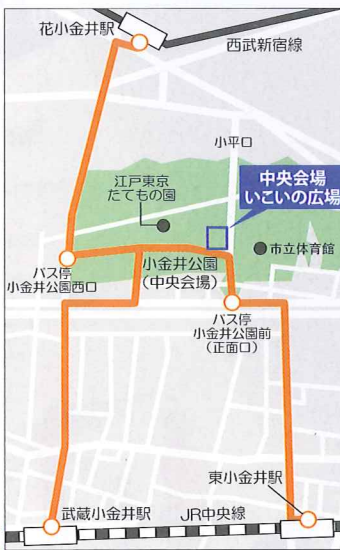 花小金井駅
西武新宿線
小平口
江戸東京
たてもの園
中央会場
いこいの広場
市立体育館
小金井公園
(中央会場)
バス停
小金井公園西口
バス停
小金井公園前
(正面口)
東小金井駅
武蔵小金井駅
JR中央線